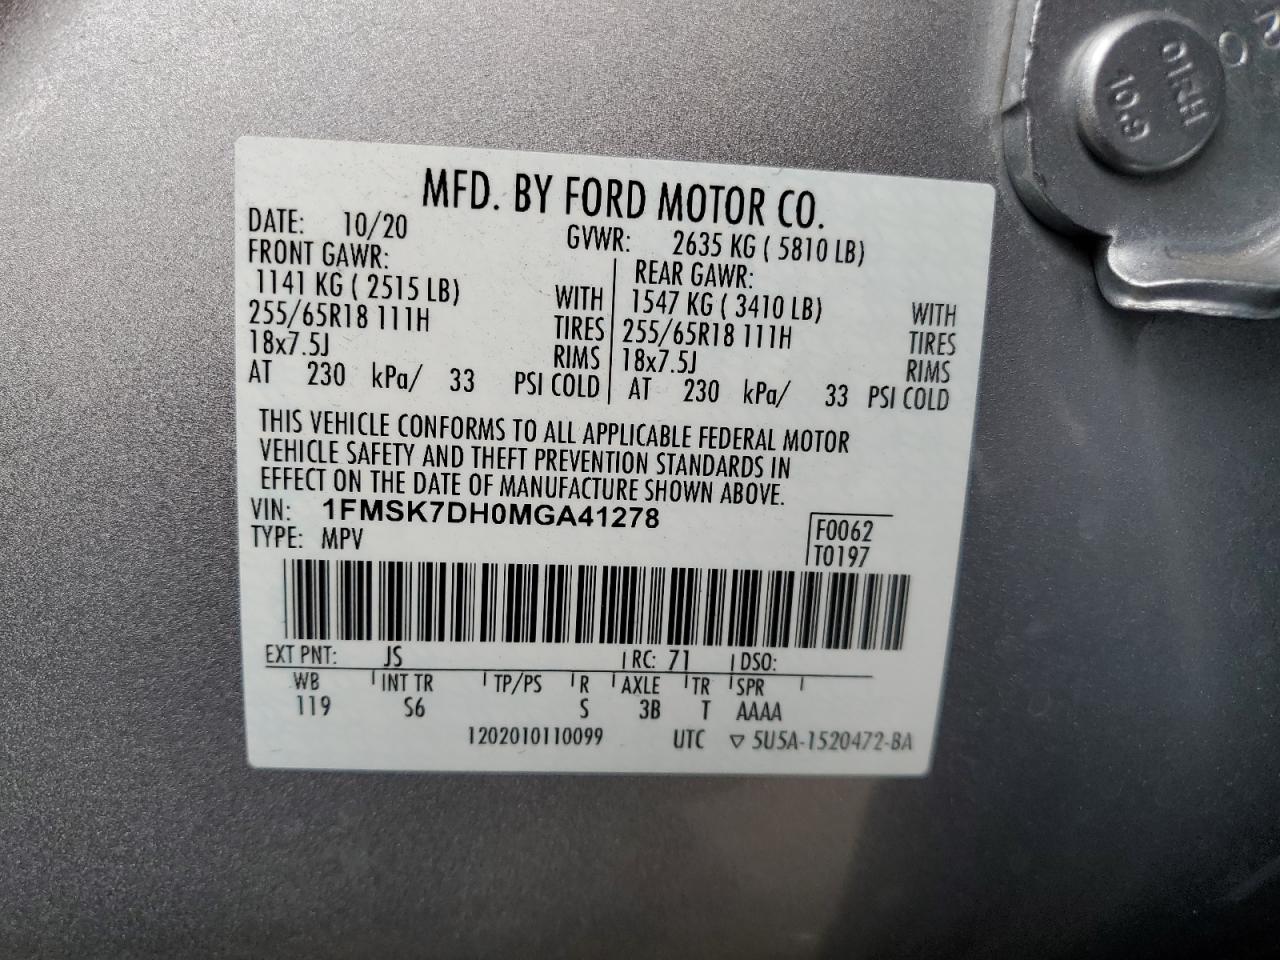 MFD. BY FORD MOTOR CO.
DATE: 10/20 GVWR: 2635 KG ( 5810 LB)
FRONT GAWR: REAR GAWR:
1141 KG ( 2515 LB) WITH 1547 KG ( 3410 LB) WITH
255/65R18 111H TIRES 255/65R18 111H TIRES
18x7.5J RIMS 18x7.5J RIMS
AT 230 kPa/ 33 PSI COLD AT 230 kPa/ 33 PSI COLD
THIS VEHICLE CONFORMS TO ALL APPLICABLE FEDERAL MOTOR
VEHICLE SAFETY AND THEFT PREVENTION STANDARDS IN
EFFECT ON THE DATE OF MANUFACTURE SHOWN ABOVE.
VIN: 1FMSK7DH0MGA41278 F0062
TYPE: MPV T0197
EXT PNT: JS RC: 71 DSO:
WB INT TR TP/PS R AXLE TR SPR
119 S6 S 3B T AAAA
1202010110099 UTC ▽ 5U5A-1520472-BA
01RH
10.9